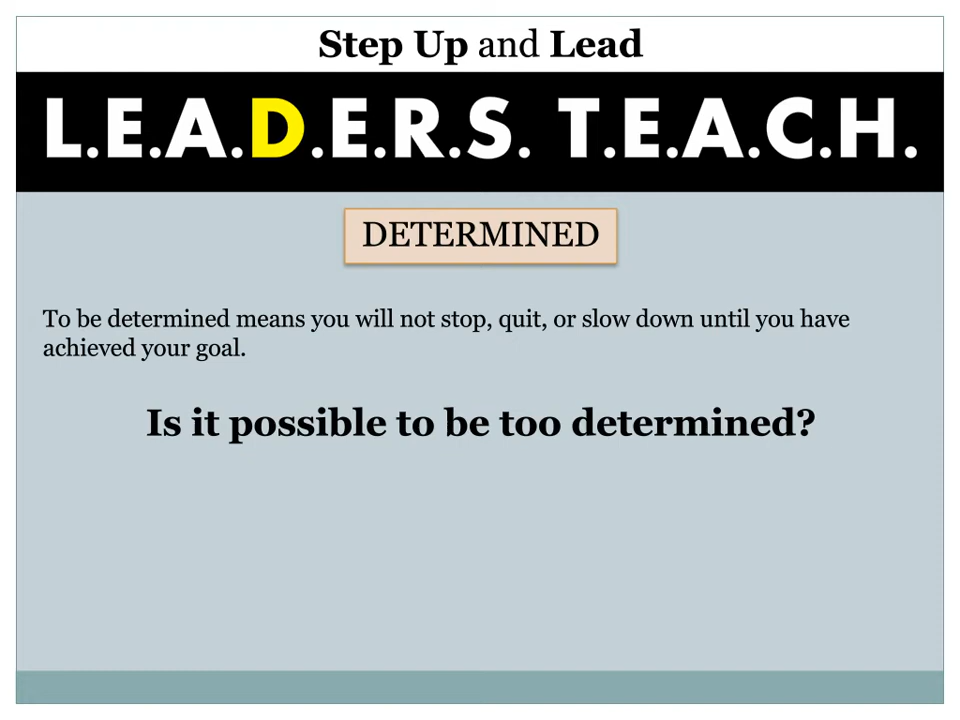 Step Up and Lead
L.E.A.D.E.R.S. T.E.A.C.H.
DETERMINED
To be determined means you will not stop, quit, or slow down until you have
achieved your goal.
Is it possible to be too determined?